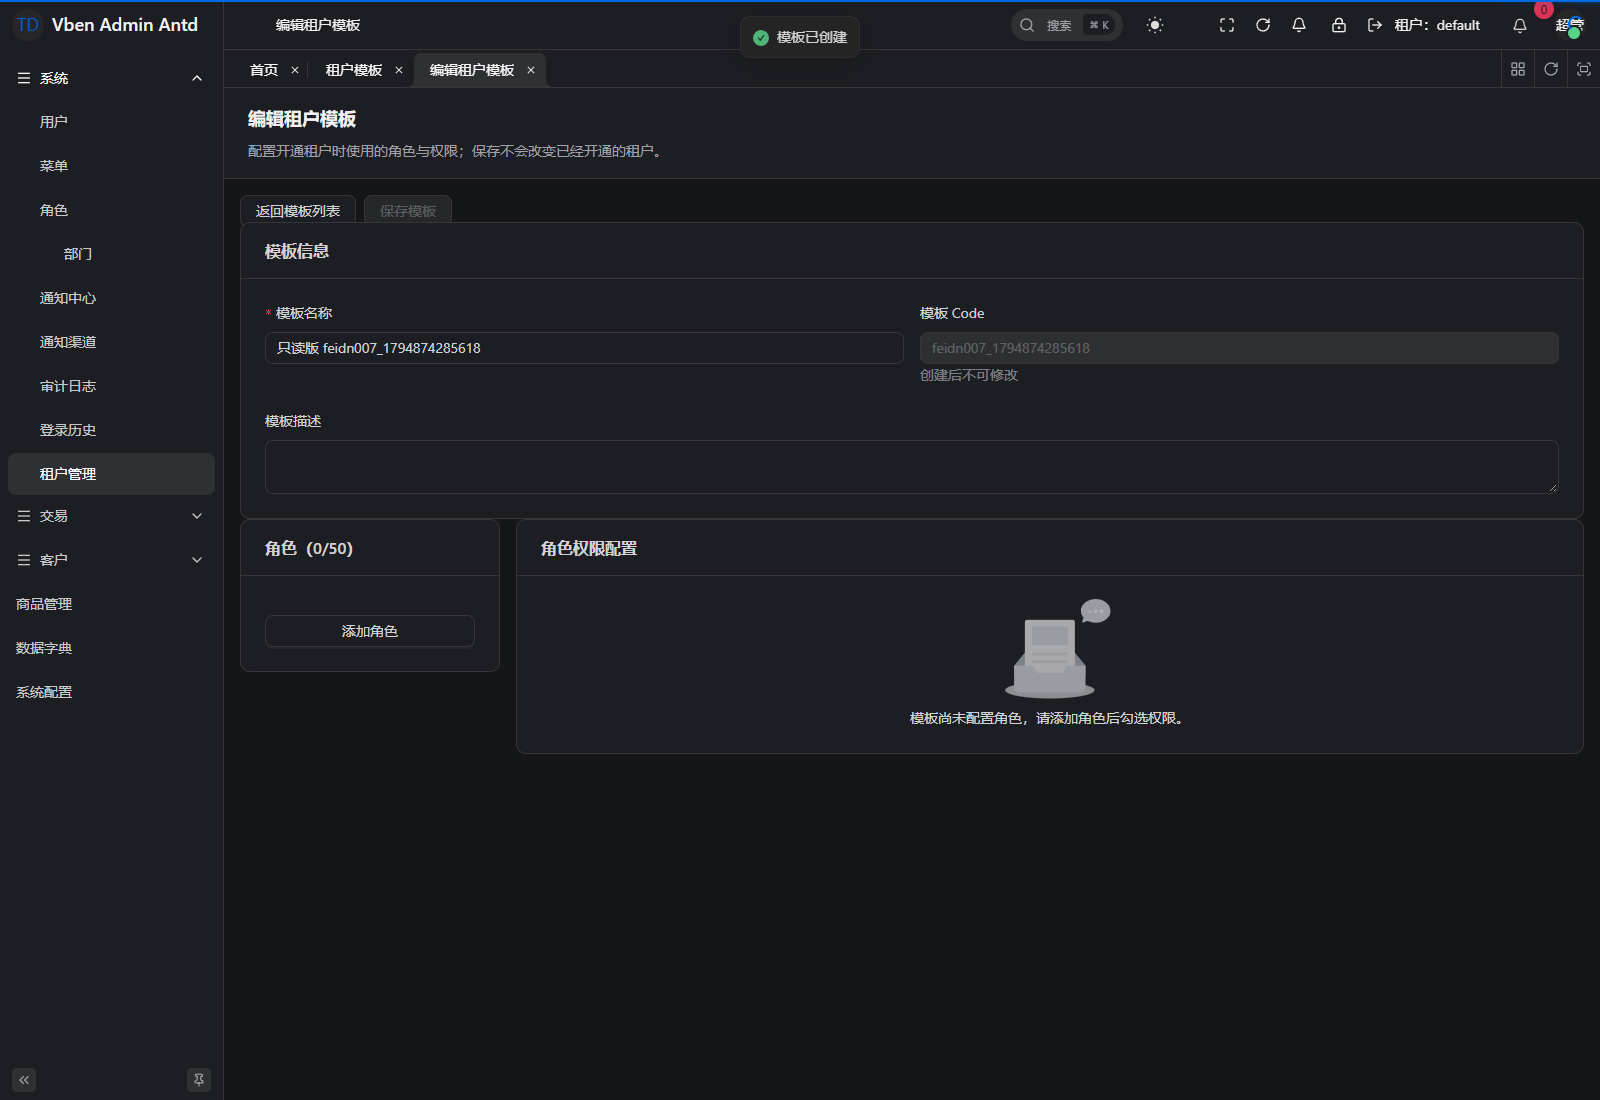 TD Vben Admin Antd
编辑租户模板
搜索 ⌘ K
租户：default
0
超管
模板已创建
系统
用户
菜单
角色
部门
通知中心
通知渠道
审计日志
登录历史
租户管理
交易
客户
商品管理
数据字典
系统配置
首页
租户模板
编辑租户模板
编辑租户模板
配置开通租户时使用的角色与权限；保存不会改变已经开通的租户。
返回模板列表
保存模板
模板信息
* 模板名称
只读版 feidn007_1794874285618
模板 Code
feidn007_1794874285618
创建后不可修改
模板描述
角色（0/50）
添加角色
角色权限配置
模板尚未配置角色，请添加角色后勾选权限。